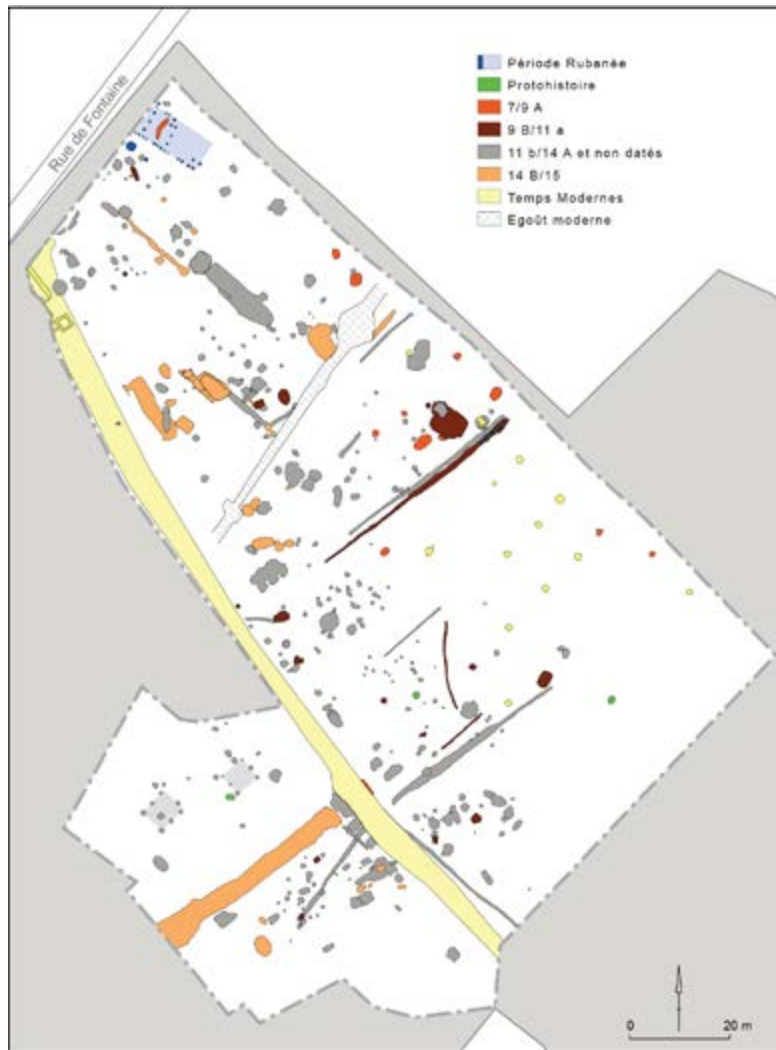 Rue de Fontaine
Période Rubanée
Protohistoire
7/9 A
9 B/11 a
11 b/14 A et non datés
14 B/15
Temps Modernes
Egoût moderne
0 20 m